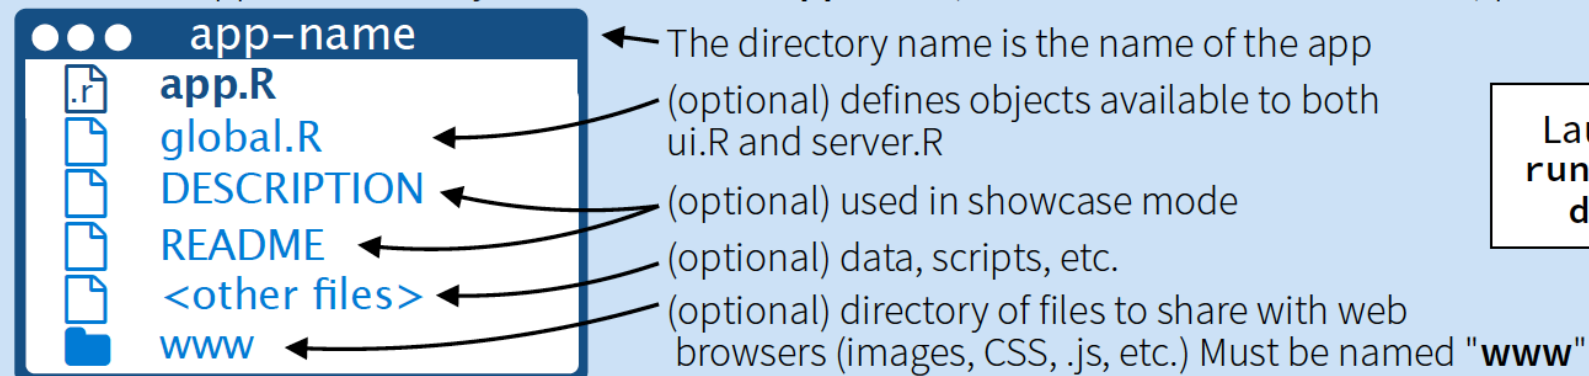 app-name
The directory name is the name of the app
.r
app.R
(optional) defines objects available to both
global.R
ui.R and server.R
DESCRIPTION
(optional) used in showcase mode
README
(optional) data, scripts, etc.
<other files>
(optional) directory of files to share with web
www
browsers (images, CSS, .js, etc.) Must be named "www"